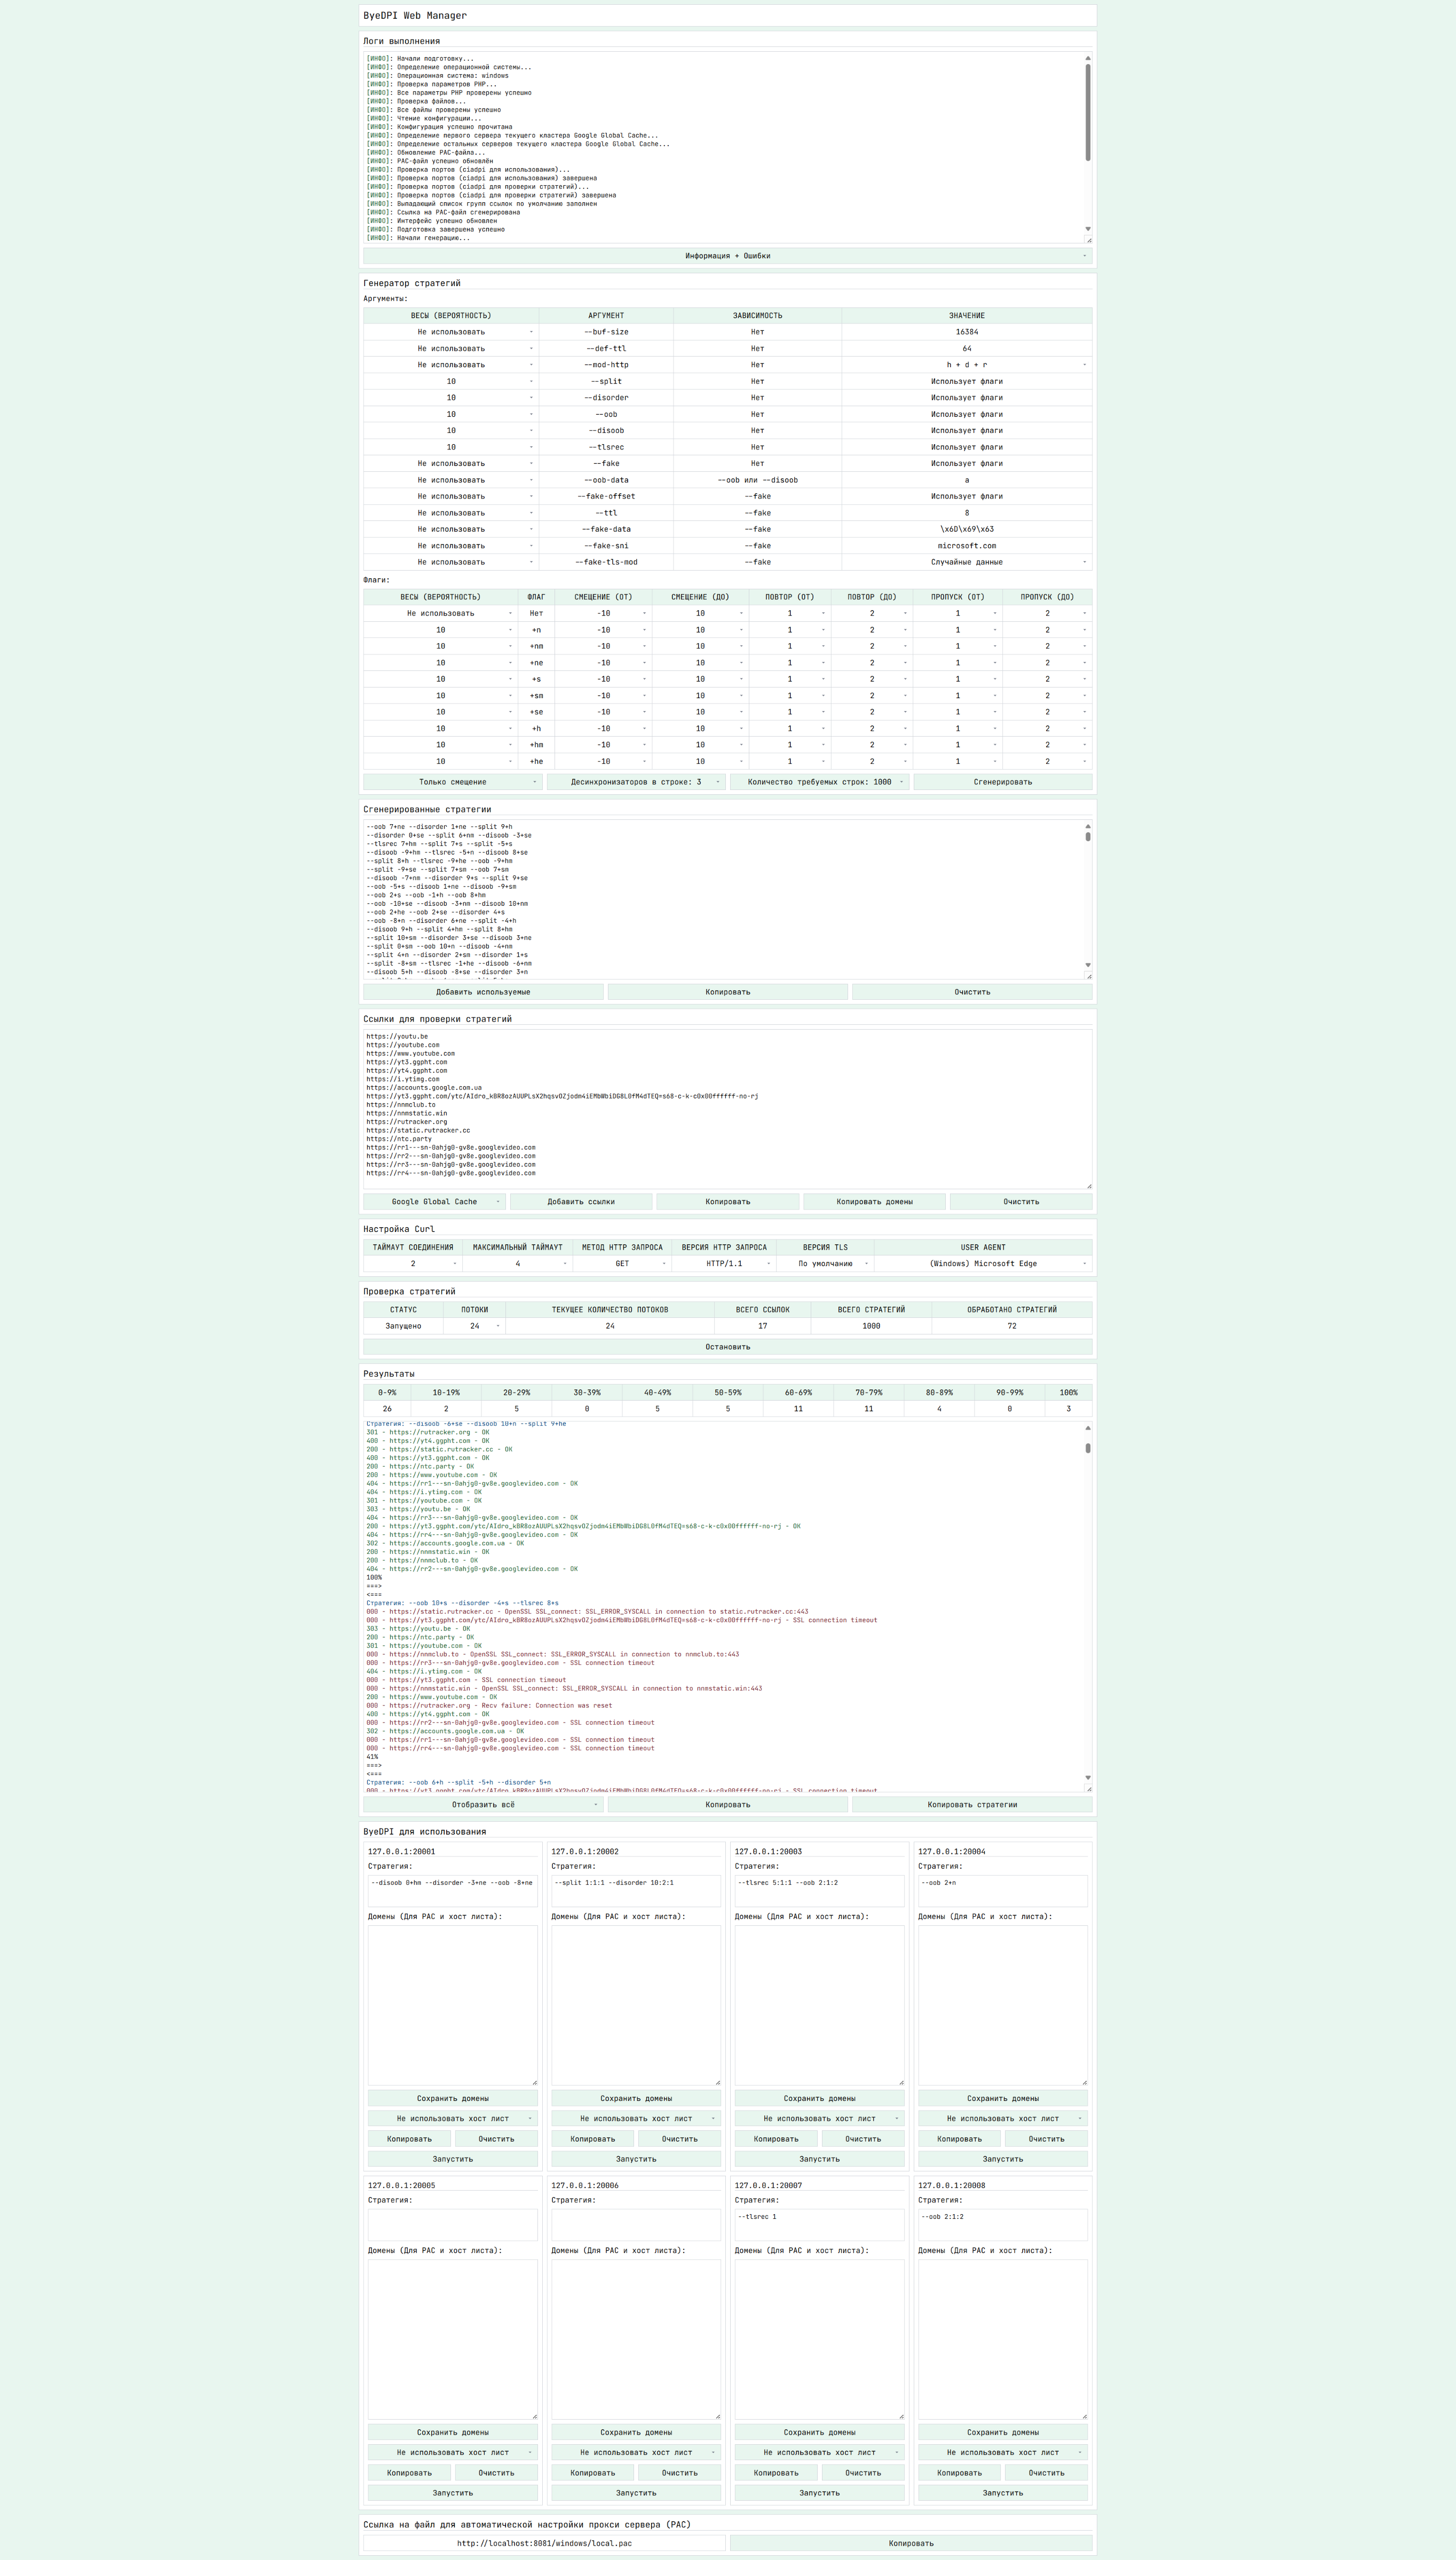 ByeDPI Web Manager
Логи выполнения
[ИНФО]: Начали подготовку...
[ИНФО]: Определение операционной системы...
[ИНФО]: Операционная система: windows
[ИНФО]: Проверка параметров PHP...
[ИНФО]: Все параметры PHP проверены успешно
[ИНФО]: Проверка файлов...
[ИНФО]: Все файлы проверены успешно
[ИНФО]: Чтение конфигурации...
[ИНФО]: Конфигурация успешно прочитана
[ИНФО]: Определение первого сервера текущего кластера Google Global Cache...
[ИНФО]: Определение остальных серверов текущего кластера Google Global Cache...
[ИНФО]: Обновление PAC-файла...
[ИНФО]: PAC-файл успешно обновлён
[ИНФО]: Проверка портов (ciadpi для использования)...
[ИНФО]: Проверка портов (ciadpi для использования) завершена
[ИНФО]: Проверка портов (ciadpi для проверки стратегий)...
[ИНФО]: Проверка портов (ciadpi для проверки стратегий) завершена
[ИНФО]: Выпадающий список групп ссылок по умолчанию заполнен
[ИНФО]: Ссылка на PAC-файл сгенерирована
[ИНФО]: Интерфейс успешно обновлен
[ИНФО]: Подготовка завершена успешно
[ИНФО]: Начали генерацию...
Информация + Ошибки
Генератор стратегий
Аргументы:
ВЕСЫ (ВЕРОЯТНОСТЬ) АРГУМЕНТ ЗАВИСИМОСТЬ ЗНАЧЕНИЕ
Не использовать --buf-size Нет 16384
Не использовать --def-ttl Нет 64
Не использовать --mod-http Нет h + d + r
10 --split Нет Использует флаги
10 --disorder Нет Использует флаги
10 --oob Нет Использует флаги
10 --disoob Нет Использует флаги
10 --tlsrec Нет Использует флаги
Не использовать --fake Нет Использует флаги
Не использовать --oob-data --oob или --disoob a
Не использовать --fake-offset --fake Использует флаги
Не использовать --ttl --fake 8
Не использовать --fake-data --fake \x6D\x69\x63
Не использовать --fake-sni --fake microsoft.com
Не использовать --fake-tls-mod --fake Случайные данные
Флаги:
ВЕСЫ (ВЕРОЯТНОСТЬ) ФЛАГ СМЕЩЕНИЕ (ОТ) СМЕЩЕНИЕ (ДО) ПОВТОР (ОТ) ПОВТОР (ДО) ПРОПУСК (ОТ) ПРОПУСК (ДО)
Не использовать Нет -10 10 1 2 1 2
10 +n -10 10 1 2 1 2
10 +nm -10 10 1 2 1 2
10 +ne -10 10 1 2 1 2
10 +s -10 10 1 2 1 2
10 +sm -10 10 1 2 1 2
10 +se -10 10 1 2 1 2
10 +h -10 10 1 2 1 2
10 +hm -10 10 1 2 1 2
10 +he -10 10 1 2 1 2
Только смещение Десинхронизаторов в строке: 3 Количество требуемых строк: 1000 Сгенерировать
Сгенерированные стратегии
--oob 7+ne --disorder 1+ne --split 9+h
--disorder 0+se --split 6+nm --disoob -3+se
--tlsrec 7+hm --split 7+s --split -5+s
--disoob -9+hm --tlsrec -5+n --disoob 8+se
--split 8+h --tlsrec -9+he --oob -9+hm
--split -9+se --split 7+sm --oob 7+sm
--disoob -7+nm --disorder 9+s --split 9+se
--oob -5+s --disoob 1+ne --disoob -9+sm
--oob 2+s --oob -1+h --oob 8+hm
--oob -10+se --disoob -3+nm --disoob 10+nm
--oob 2+he --oob 2+se --disorder 4+s
--oob -8+n --disorder 6+ne --split -4+h
--disoob 9+h --split 4+hm --split 8+hm
--split 10+sm --disorder 3+se --disoob 3+ne
--split 0+sm --oob 10+n --disoob -4+nm
--split 4+n --disorder 2+sm --disorder 1+s
--split -8+sm --tlsrec -1+he --disoob -6+nm
--disoob 5+h --disoob -8+se --disorder 3+n
Добавить используемые Копировать Очистить
Ссылки для проверки стратегий
https://youtu.be
https://youtube.com
https://www.youtube.com
https://yt3.ggpht.com
https://yt4.ggpht.com
https://i.ytimg.com
https://accounts.google.com.ua
https://yt3.ggpht.com/ytc/AIdro_kBR8ozAUUPLsX2hqsvOZjodm4iEMbWbiDG8L0fM4dTEQ=s68-c-k-c0x00ffffff-no-rj
https://nnmclub.to
https://nnmstatic.win
https://rutracker.org
https://static.rutracker.cc
https://ntc.party
https://rr1---sn-0ahjg0-gv8e.googlevideo.com
https://rr2---sn-0ahjg0-gv8e.googlevideo.com
https://rr3---sn-0ahjg0-gv8e.googlevideo.com
https://rr4---sn-0ahjg0-gv8e.googlevideo.com
Google Global Cache Добавить ссылки Копировать Копировать домены Очистить
Настройка Curl
ТАЙМАУТ СОЕДИНЕНИЯ МАКСИМАЛЬНЫЙ ТАЙМАУТ МЕТОД HTTP ЗАПРОСА ВЕРСИЯ HTTP ЗАПРОСА ВЕРСИЯ TLS USER AGENT
2 4 GET HTTP/1.1 По умолчанию (Windows) Microsoft Edge
Проверка стратегий
СТАТУС ПОТОКИ ТЕКУЩЕЕ КОЛИЧЕСТВО ПОТОКОВ ВСЕГО ССЫЛОК ВСЕГО СТРАТЕГИЙ ОБРАБОТАНО СТРАТЕГИЙ
Запущено 24 24 17 1000 72
Остановить
Результаты
0-9% 10-19% 20-29% 30-39% 40-49% 50-59% 60-69% 70-79% 80-89% 90-99% 100%
26 2 5 0 5 5 11 11 4 0 3
Стратегия: --disoob -6+se --disoob 10+n --split 9+he
301 - https://rutracker.org - OK
400 - https://yt4.ggpht.com - OK
200 - https://static.rutracker.cc - OK
400 - https://yt3.ggpht.com - OK
200 - https://ntc.party - OK
200 - https://www.youtube.com - OK
404 - https://rr1---sn-0ahjg0-gv8e.googlevideo.com - OK
404 - https://i.ytimg.com - OK
301 - https://youtube.com - OK
303 - https://youtu.be - OK
404 - https://rr3---sn-0ahjg0-gv8e.googlevideo.com - OK
200 - https://yt3.ggpht.com/ytc/AIdro_kBR8ozAUUPLsX2hqsvOZjodm4iEMbWbiDG8L0fM4dTEQ=s68-c-k-c0x00ffffff-no-rj - OK
404 - https://rr4---sn-0ahjg0-gv8e.googlevideo.com - OK
302 - https://accounts.google.com.ua - OK
200 - https://nnmstatic.win - OK
200 - https://nnmclub.to - OK
404 - https://rr2---sn-0ahjg0-gv8e.googlevideo.com - OK
100%
===>
<===
Стратегия: --oob 10+s --disorder -4+s --tlsrec 8+s
000 - https://static.rutracker.cc - OpenSSL SSL_connect: SSL_ERROR_SYSCALL in connection to static.rutracker.cc:443
000 - https://yt3.ggpht.com/ytc/AIdro_kBR8ozAUUPLsX2hqsvOZjodm4iEMbWbiDG8L0fM4dTEQ=s68-c-k-c0x00ffffff-no-rj - SSL connection timeout
303 - https://youtu.be - OK
200 - https://ntc.party - OK
301 - https://youtube.com - OK
000 - https://nnmclub.to - OpenSSL SSL_connect: SSL_ERROR_SYSCALL in connection to nnmclub.to:443
000 - https://rr3---sn-0ahjg0-gv8e.googlevideo.com - SSL connection timeout
404 - https://i.ytimg.com - OK
000 - https://yt3.ggpht.com - SSL connection timeout
000 - https://nnmstatic.win - OpenSSL SSL_connect: SSL_ERROR_SYSCALL in connection to nnmstatic.win:443
200 - https://www.youtube.com - OK
000 - https://rutracker.org - Recv failure: Connection was reset
400 - https://yt4.ggpht.com - OK
000 - https://rr2---sn-0ahjg0-gv8e.googlevideo.com - SSL connection timeout
302 - https://accounts.google.com.ua - OK
000 - https://rr1---sn-0ahjg0-gv8e.googlevideo.com - SSL connection timeout
000 - https://rr4---sn-0ahjg0-gv8e.googlevideo.com - SSL connection timeout
41%
===>
<===
Стратегия: --oob 6+h --split -5+h --disorder 5+n
000 - https://yt3.ggpht.com/ytc/AIdro_kBR8ozAUUPLsX2hqsvOZjodm4iEMbWbiDG8L0fM4dTEQ=s68-c-k-c0x00ffffff-no-rj - SSL connection timeout
Отобразить всё Копировать Копировать стратегии
ByeDPI для использования
127.0.0.1:20001 127.0.0.1:20002 127.0.0.1:20003 127.0.0.1:20004
Стратегия: Стратегия: Стратегия: Стратегия:
--disoob 0+hm --disorder -3+ne --oob -8+ne --split 1:1:1 --disorder 10:2:1 --tlsrec 5:1:1 --oob 2:1:2 --oob 2+n
Домены (Для PAC и хост листа): Домены (Для PAC и хост листа): Домены (Для PAC и хост листа): Домены (Для PAC и хост листа):
Сохранить домены Сохранить домены Сохранить домены Сохранить домены
Не использовать хост лист Не использовать хост лист Не использовать хост лист Не использовать хост лист
Копировать Очистить Копировать Очистить Копировать Очистить Копировать Очистить
Запустить Запустить Запустить Запустить
127.0.0.1:20005 127.0.0.1:20006 127.0.0.1:20007 127.0.0.1:20008
Стратегия: Стратегия: Стратегия: Стратегия:
--tlsrec 1 --oob 2:1:2
Домены (Для PAC и хост листа): Домены (Для PAC и хост листа): Домены (Для PAC и хост листа): Домены (Для PAC и хост листа):
Сохранить домены Сохранить домены Сохранить домены Сохранить домены
Не использовать хост лист Не использовать хост лист Не использовать хост лист Не использовать хост лист
Копировать Очистить Копировать Очистить Копировать Очистить Копировать Очистить
Запустить Запустить Запустить Запустить
Ссылка на файл для автоматической настройки прокси сервера (PAC)
http://localhost:8081/windows/local.pac Копировать